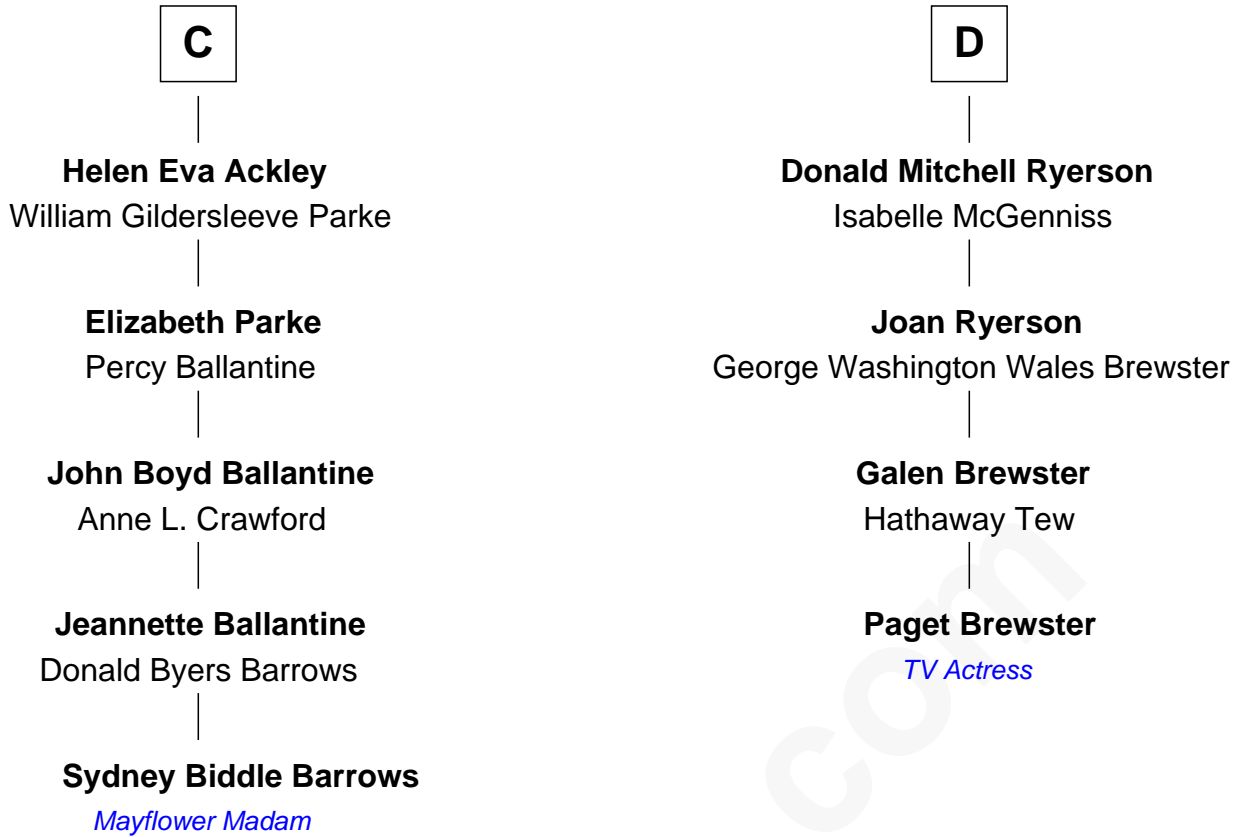 C
Helen Eva Ackley
William Gildersleeve Parke
Elizabeth Parke
Percy Ballantine
John Boyd Ballantine
Anne L. Crawford
Jeannette Ballantine
Donald Byers Barrows
Sydney Biddle Barrows
Mayflower Madam
D
Donald Mitchell Ryerson
Isabelle McGenniss
Joan Ryerson
George Washington Wales Brewster
Galen Brewster
Hathaway Tew
Paget Brewster
TV Actress
com